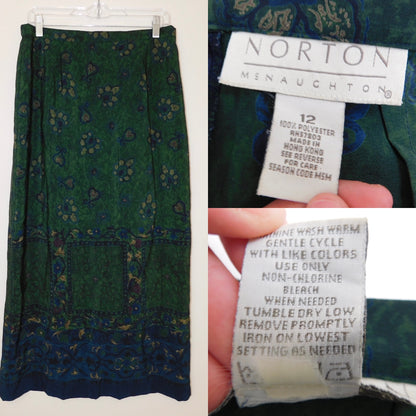 NORTON
McNAUGHTON®
12
100% POLYESTER
RN57803
MADE IN
HONG KONG
SEE REVERSE
FOR CARE
SEASON CODE MSM
WASH WARM
GENTLE CYCLE
WITH LIKE COLORS
USE ONLY
NON-CHLORINE
BLEACH
WHEN NEEDED
TUMBLE DRY LOW
REMOVE PROMPTLY
IRON ON LOWEST
SETTING AS NEEDED